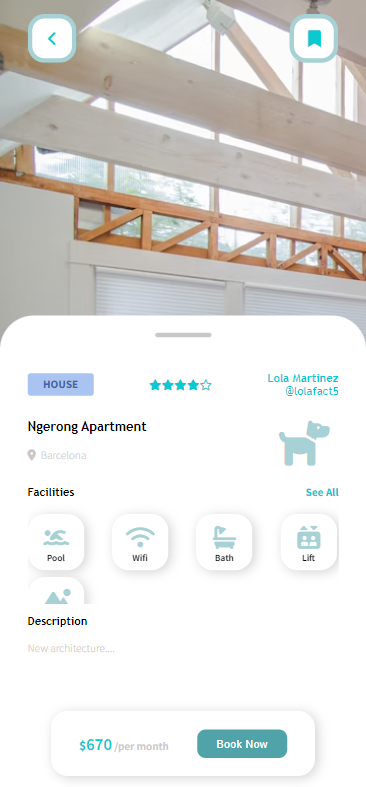 HOUSE
Lola Martinez
@lolafact5
Ngerong Apartment
Barcelona
Facilities
See All
Pool
Wifi
Bath
Lift
Description
New architecture....
$670 /per month
Book Now